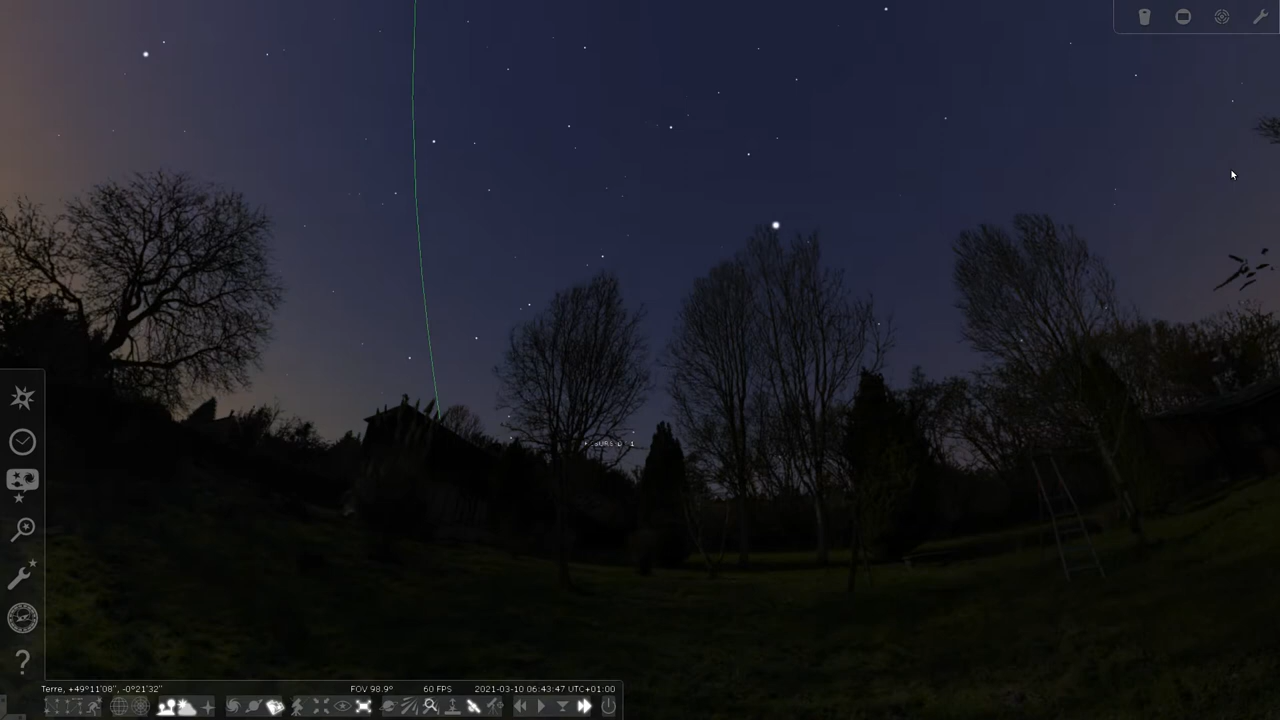 Terre, +49°11'08", -0°21'32"
FOV 98.9°
60 FPS
2021-03-10 06:43:47 UTC+01:00